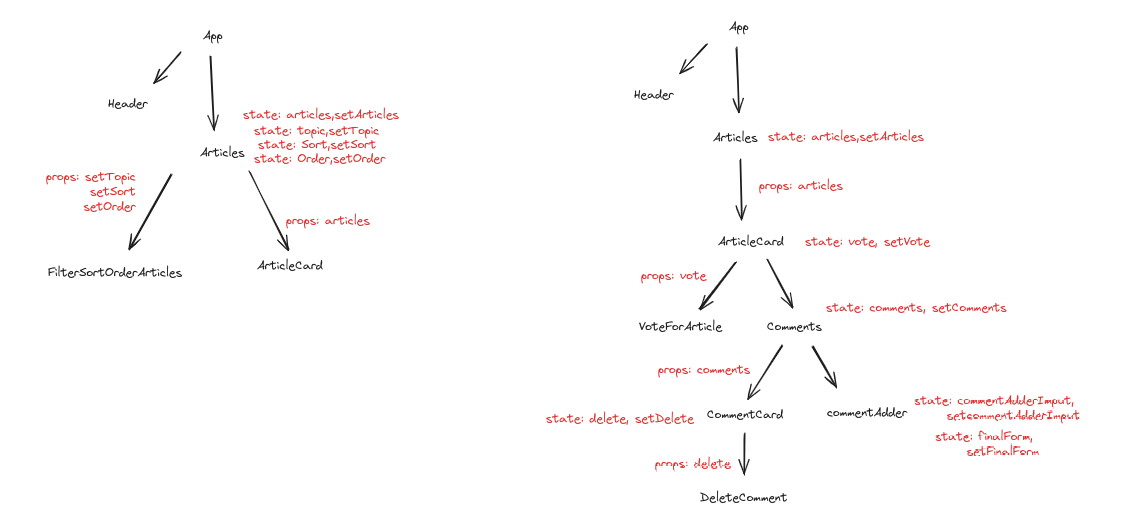 App
Header
state: articles,setArticles
state: topic,setTopic
state: Sort,setSort
state: Order,setOrder
Articles
props: setTopic
setSort
setOrder
props: articles
FilterSortOrderArticles
ArticleCard
App
Header
Articles
state: articles,setArticles
props: articles
ArticleCard
state: vote, setVote
props: vote
VoteForArticle
Comments
state: comments, setComments
props: comments
state: delete, setDelete
CommentCard
commentAdder
state: commentAdderImput,
setcommentAdderImput
state: finalForm,
setFinalForm
props: delete
DeleteComment